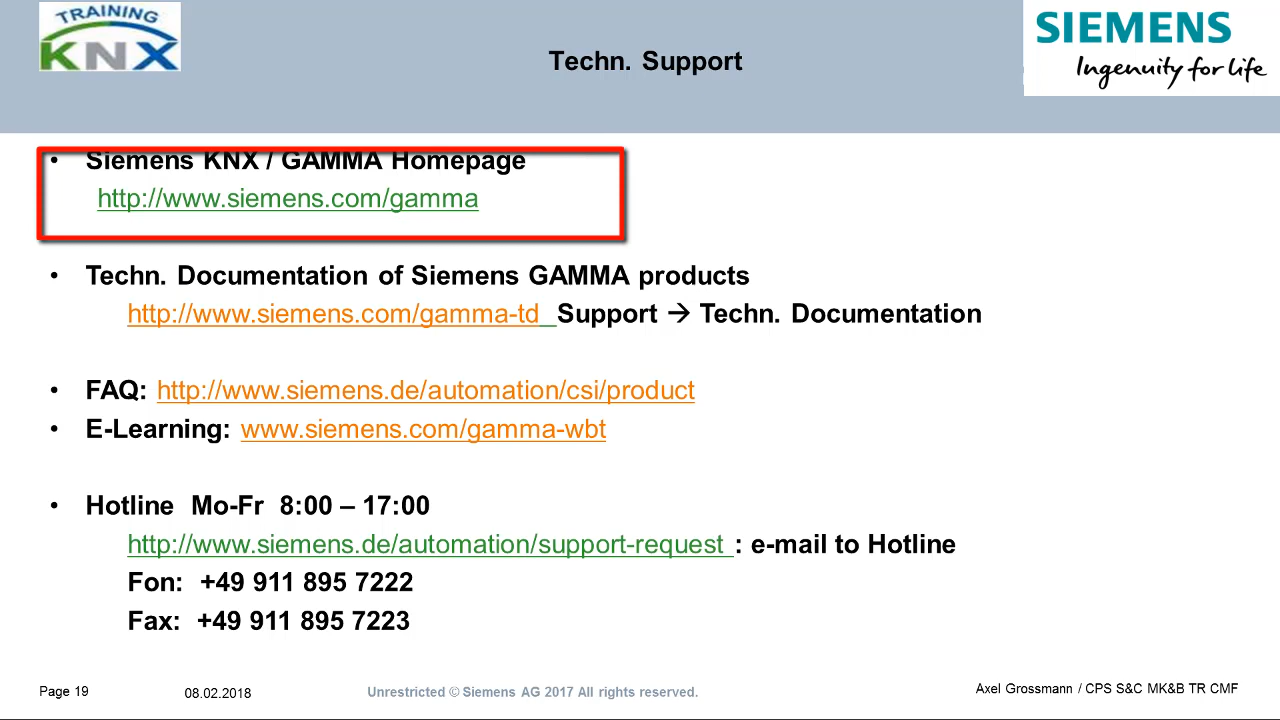 TRAINING
KNX
Techn. Support
SIEMENS
Ingenuity for life
• Siemens KNX / GAMMA Homepage
http://www.siemens.com/gamma
• Techn. Documentation of Siemens GAMMA products
http://www.siemens.com/gamma-td Support → Techn. Documentation
• FAQ: http://www.siemens.de/automation/csi/product
• E-Learning: www.siemens.com/gamma-wbt
• Hotline Mo-Fr 8:00 – 17:00
http://www.siemens.de/automation/support-request : e-mail to Hotline
Fon: +49 911 895 7222
Fax: +49 911 895 7223
Page 19 08.02.2018 Unrestricted © Siemens AG 2017 All rights reserved. Axel Grossmann / CPS S&C MK&B TR CMF